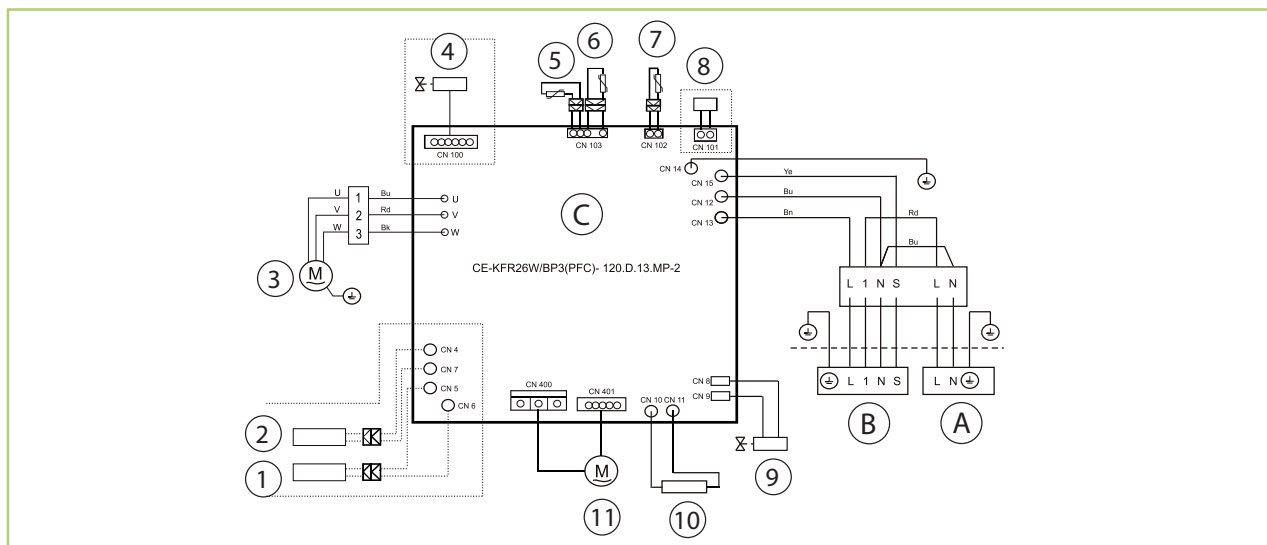 4
5
6
7
8
CN 100
CN 103
CN 102
CN 101
CN 14
CN 15
Ye
CN 12
Bu
CN 13
Bn
Rd
Bu
U
1
Bu
U
V
2
Rd
V
W
3
Bk
W
C
3
M
CE-KFR26W/BP3(PFC)- 120.D.13.MP-2
L 1 N S L N
CN 4
CN 7
CN 5
CN 6
CN 400
CN 401
CN 10
CN 11
CN 8
CN 9
L 1 N S
L N
B
A
2
1
M
11
10
9